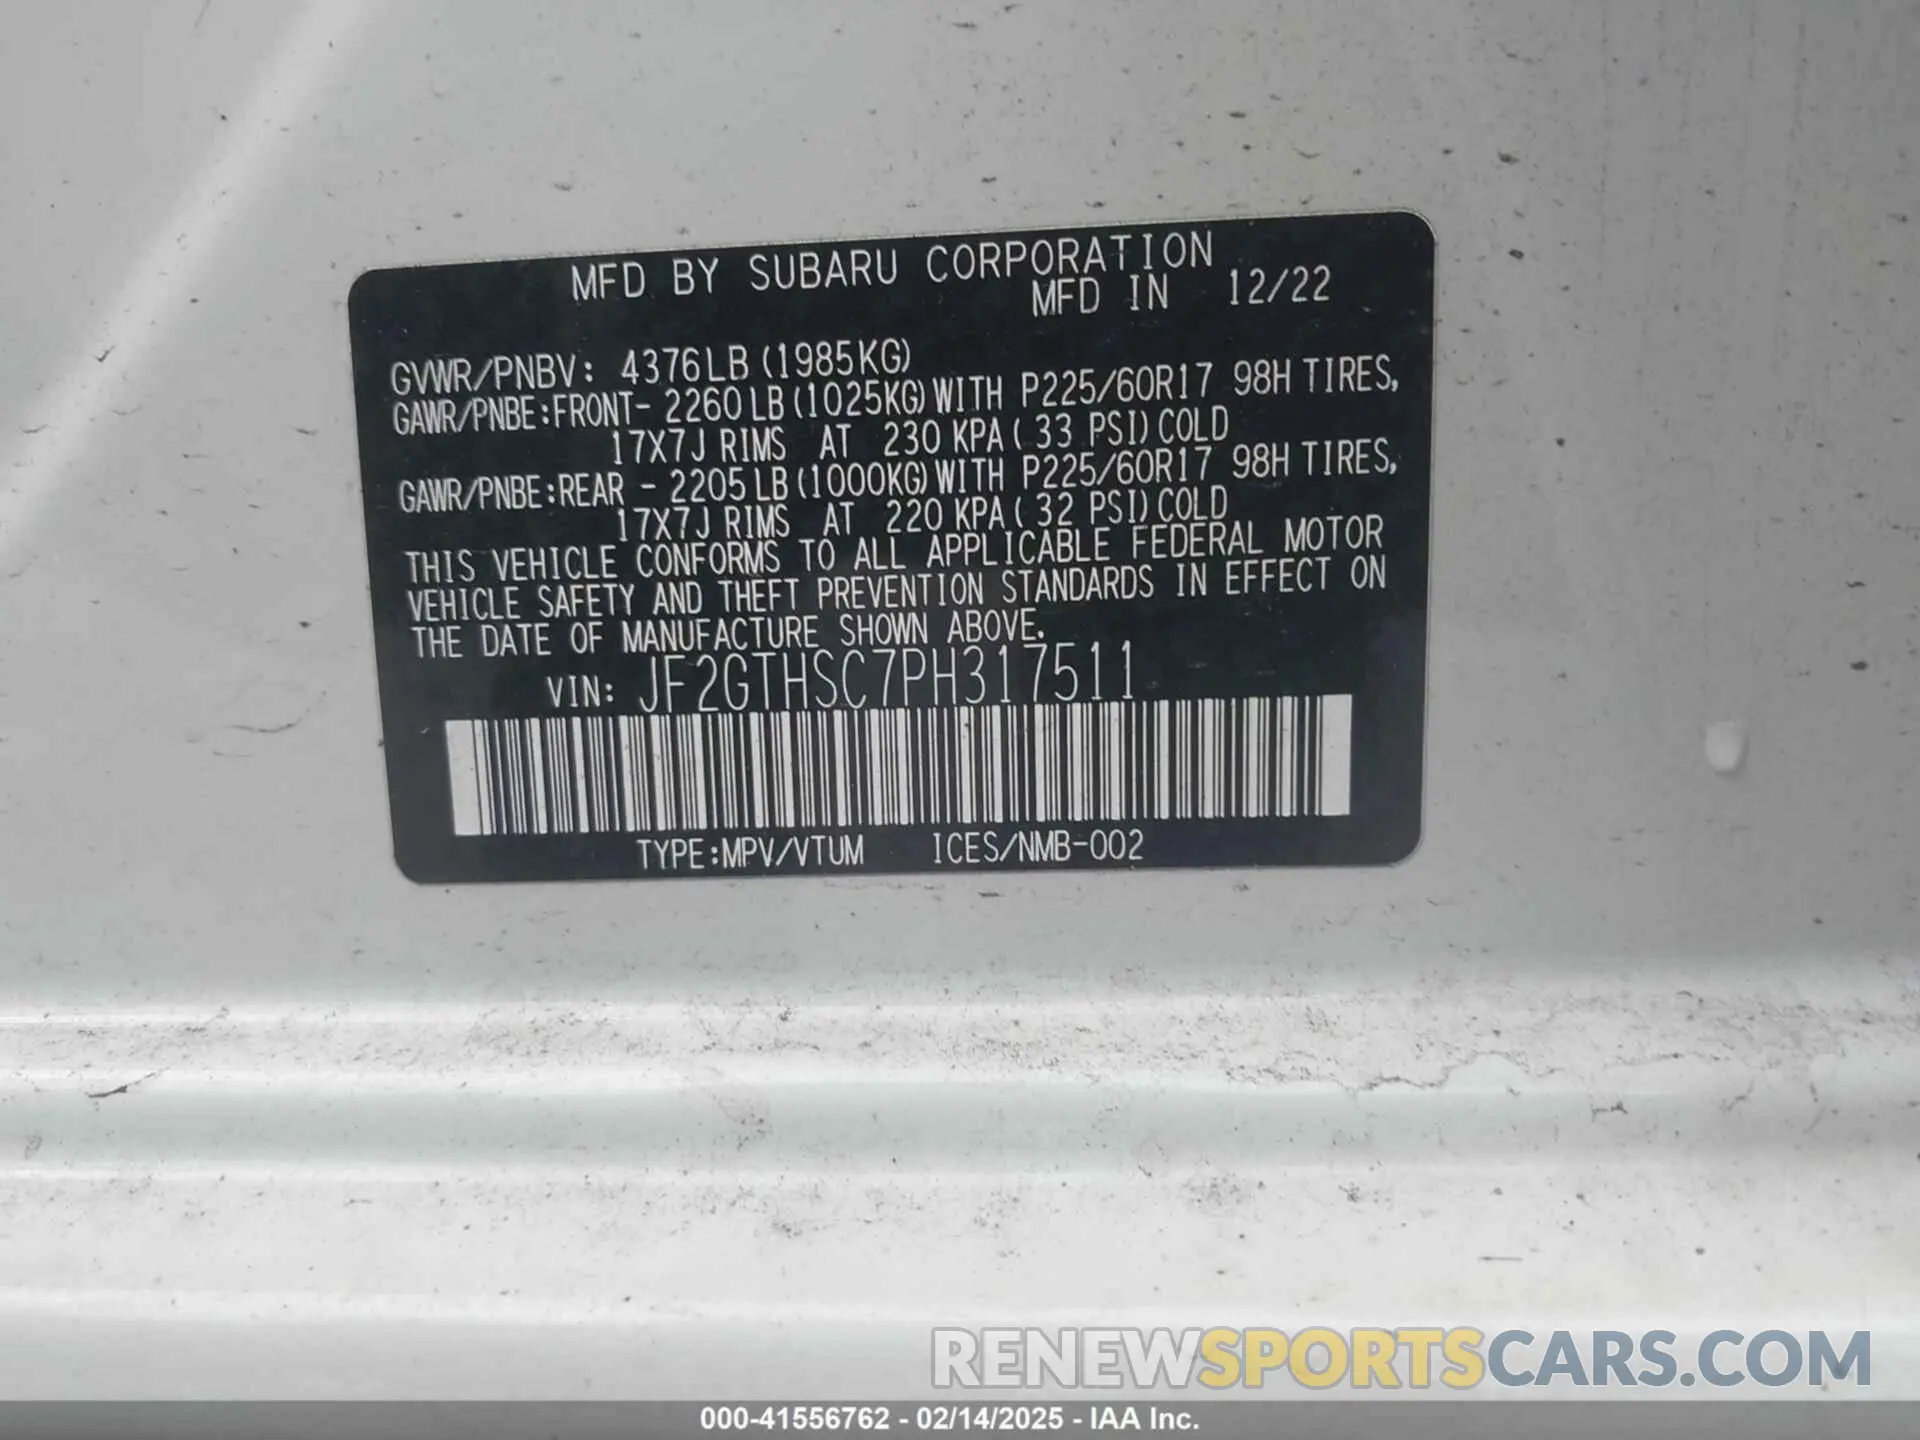 MFD BY SUBARU CORPORATION
MFD IN 12/22
GVWR/PNBV: 4376LB (1985KG)
GAWR/PNBE:FRONT- 2260LB (1025KG) WITH P225/60R17 98H TIRES,
17X7J RIMS AT 230 KPA ( 33 PSI) COLD
GAWR/PNBE:REAR - 2205LB (1000KG) WITH P225/60R17 98H TIRES,
17X7J RIMS AT 220 KPA ( 32 PSI) COLD
THIS VEHICLE CONFORMS TO ALL APPLICABLE FEDERAL MOTOR
VEHICLE SAFETY AND THEFT PREVENTION STANDARDS IN EFFECT ON
THE DATE OF MANUFACTURE SHOWN ABOVE.
VIN: JF2GTHSC7PH317511
TYPE:MPV/VTUM ICES/NMB-002
RENEWSPORTSCARS.COM
000-41556762 - 02/14/2025 - IAA Inc.